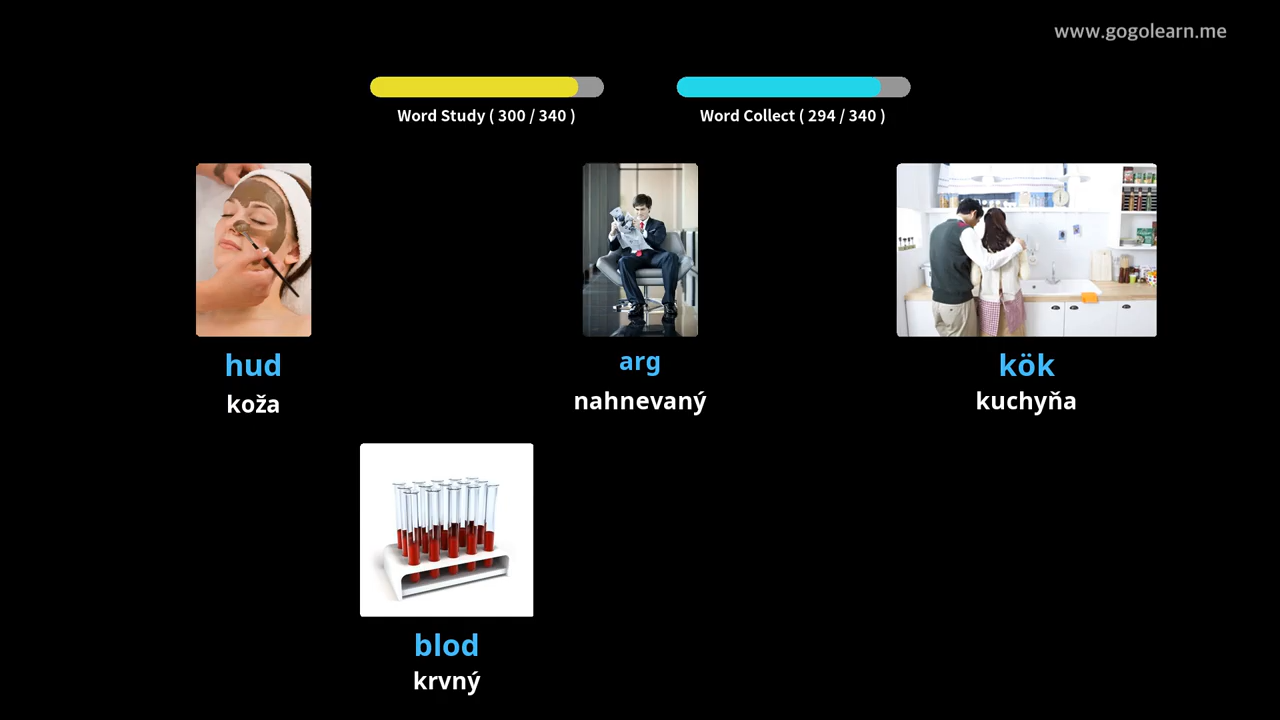 www.gogolearn.me
Word Study ( 300 / 340 )
Word Collect ( 294 / 340 )
hud
koža
arg
nahnevaný
kök
kuchyňa
blod
krvný